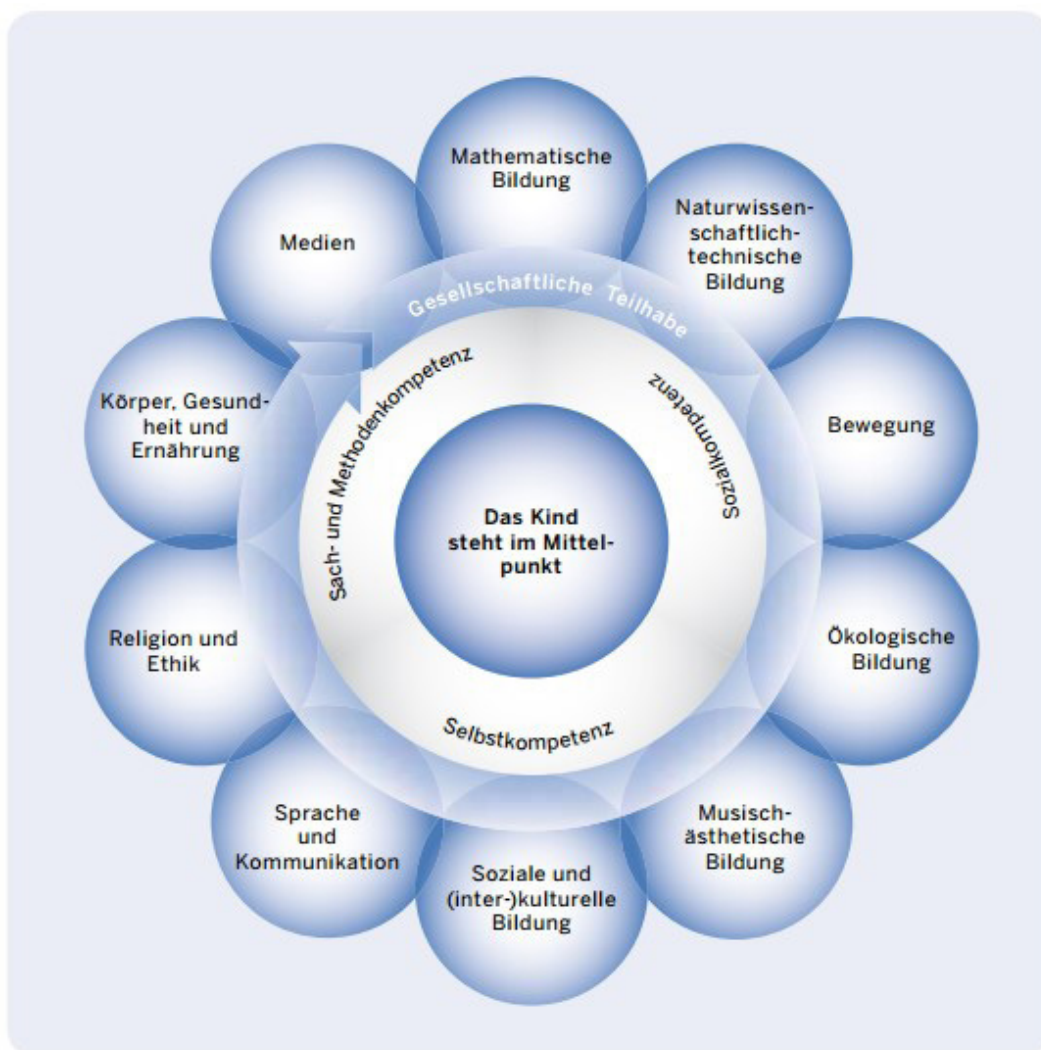 Mathematische
Bildung
Naturwissen-
schaftlich-
technische
Bildung
Medien
Gesellschaftliche Teilhabe
Sach- und Methodenkompetenz
Sozialkompetenz
Körper, Gesund-
heit und
Ernährung
Bewegung
Das Kind
steht im Mittel-
punkt
Religion und
Ethik
Ökologische
Bildung
Selbstkompetenz
Sprache
und
Kommunikation
Musisch-
ästhetische
Bildung
Soziale und
(inter-)kulturelle
Bildung